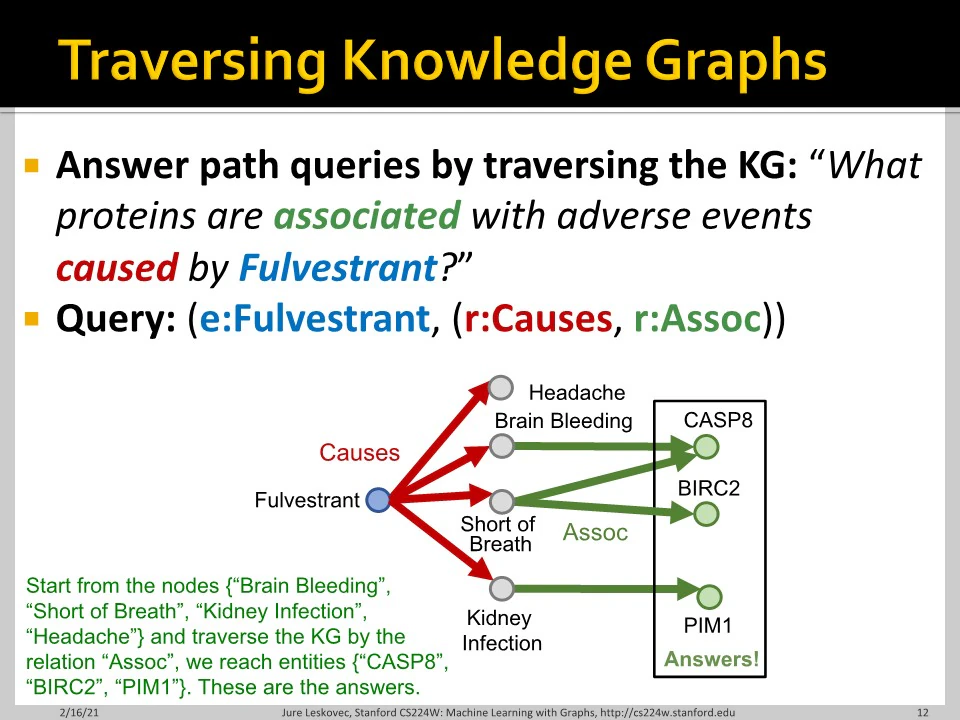 Traversing Knowledge Graphs
Answer path queries by traversing the KG: “What
proteins are associated with adverse events
caused by Fulvestrant?”
Query: (e:Fulvestrant, (r:Causes, r:Assoc))
Headache
Brain Bleeding
CASP8
Causes
BIRC2
Fulvestrant
Short of
Breath
Assoc
Kidney
Infection
PIM1
Answers!
Start from the nodes {“Brain Bleeding”,
“Short of Breath”, “Kidney Infection”,
“Headache”} and traverse the KG by the
relation “Assoc”, we reach entities {“CASP8”,
“BIRC2”, “PIM1”}. These are the answers.
2/16/21
Jure Leskovec, Stanford CS224W: Machine Learning with Graphs, http://cs224w.stanford.edu
12